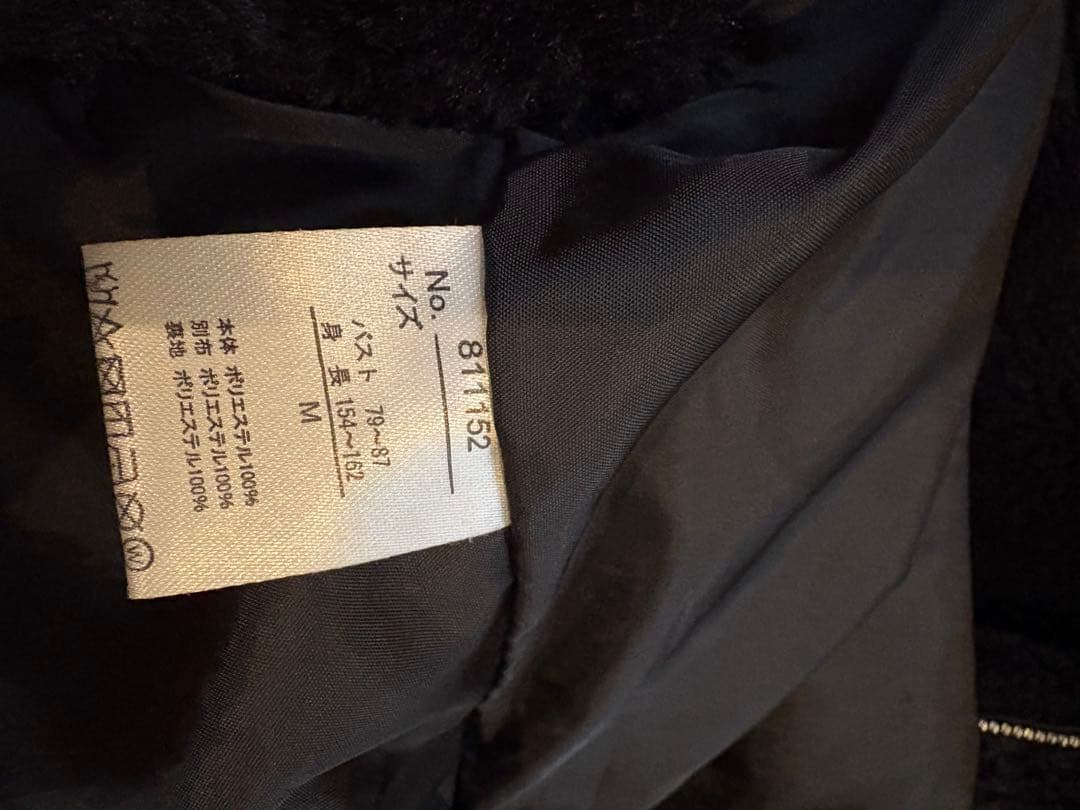 No. 811152
サイズ
バスト 79~87
身長 154~162
M
本体 ポリエステル100%
別布 ポリエステル100%
裏地 ポリエステル100%
W